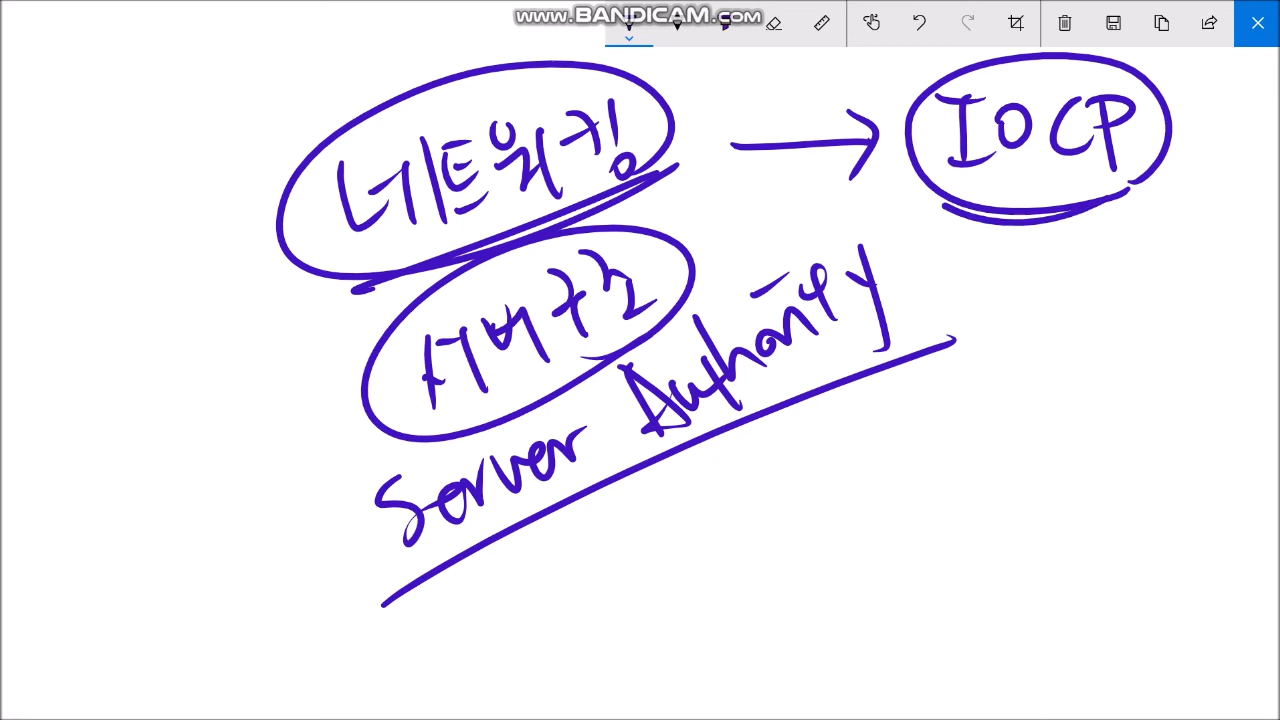 www.BANDICAM.com
네트워킹 → IOCP
서버구조
Server Authority